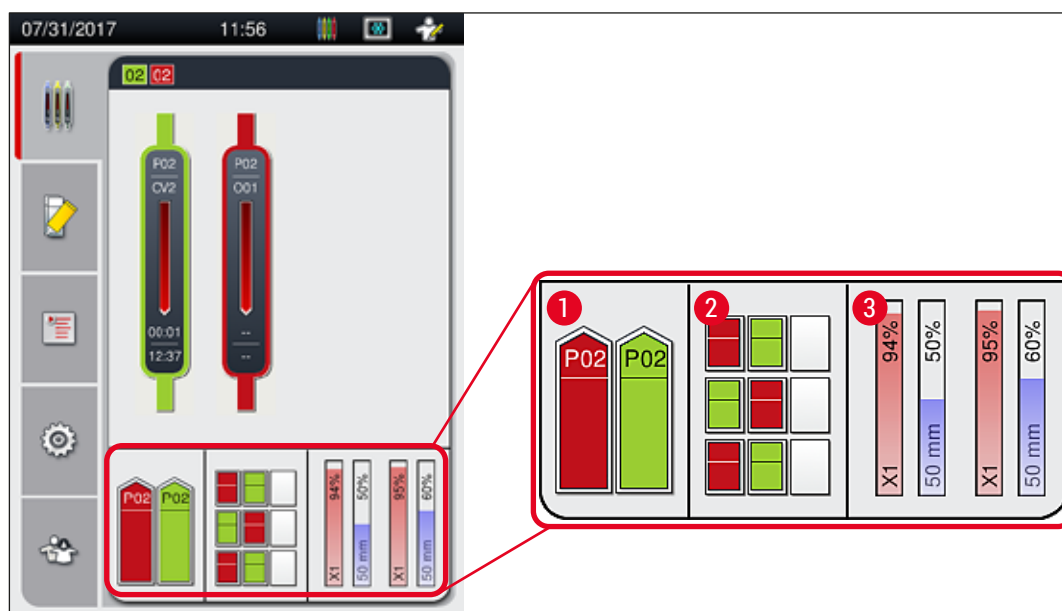 07/31/2017 11:56
02 02
P02 P02
CV2 O01
00:01 --
12:37 --
P02 P02
X1 94% 50 mm 50% X1 95% 50 mm 60%
1 2 3
P02 P02
X1 94% 50 mm 50% X1 95% 50 mm 60%